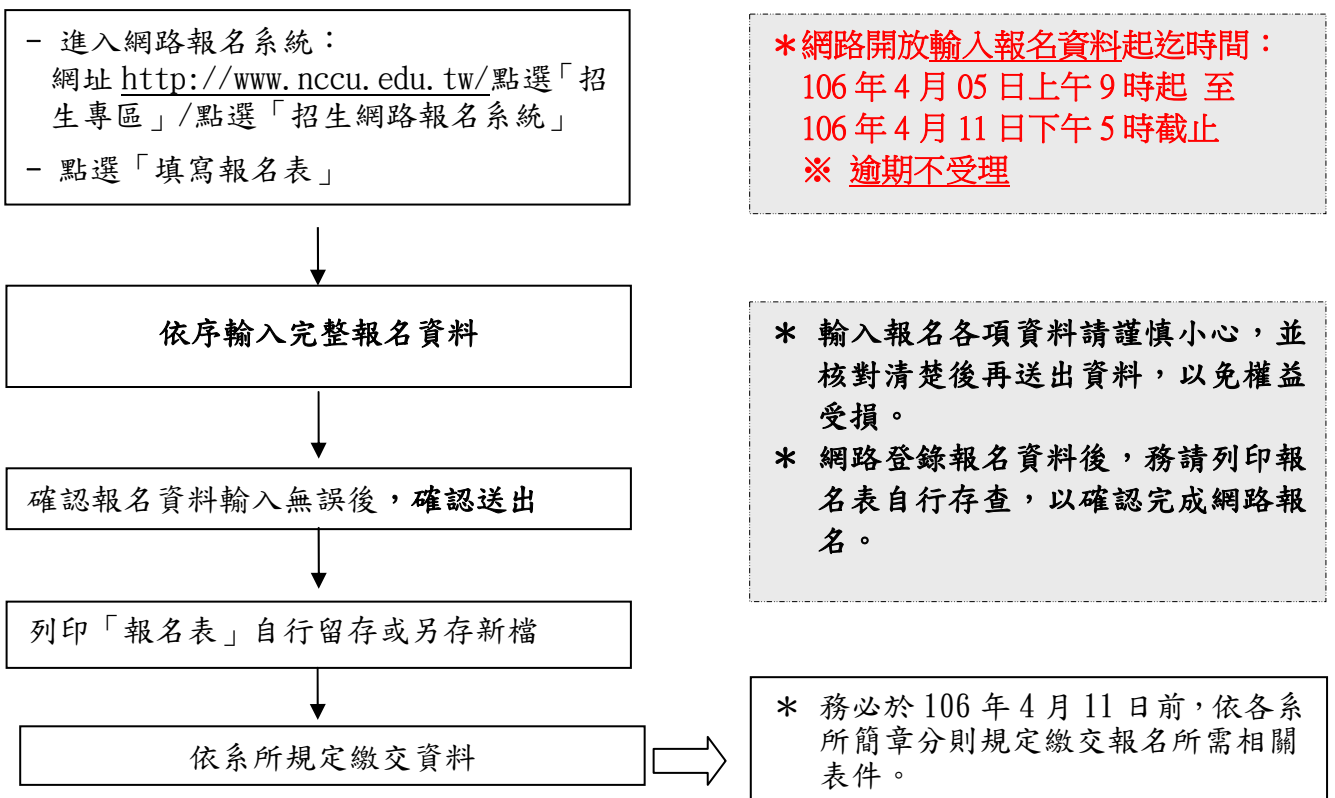 - 進入網路報名系統：
網址 http://www.nccu.edu.tw/點選「招
生專區」/點選「招生網路報名系統」
- 點選「填寫報名表」
＊網路開放輸入報名資料起迄時間：
106 年 4 月 05 日上午 9 時起 至
106 年 4 月 11 日下午 5 時截止
※ 逾期不受理
依序輸入完整報名資料
＊ 輸入報名各項資料請謹慎小心，並
核對清楚後再送出資料，以免權益
受損。
＊ 網路登錄報名資料後，務請列印報
名表自行存查，以確認完成網路報
名。
確認報名資料輸入無誤後，確認送出
列印「報名表」自行留存或另存新檔
依系所規定繳交資料
＊ 務必於 106 年 4 月 11 日前，依各系
所簡章分則規定繳交報名所需相關
表件。